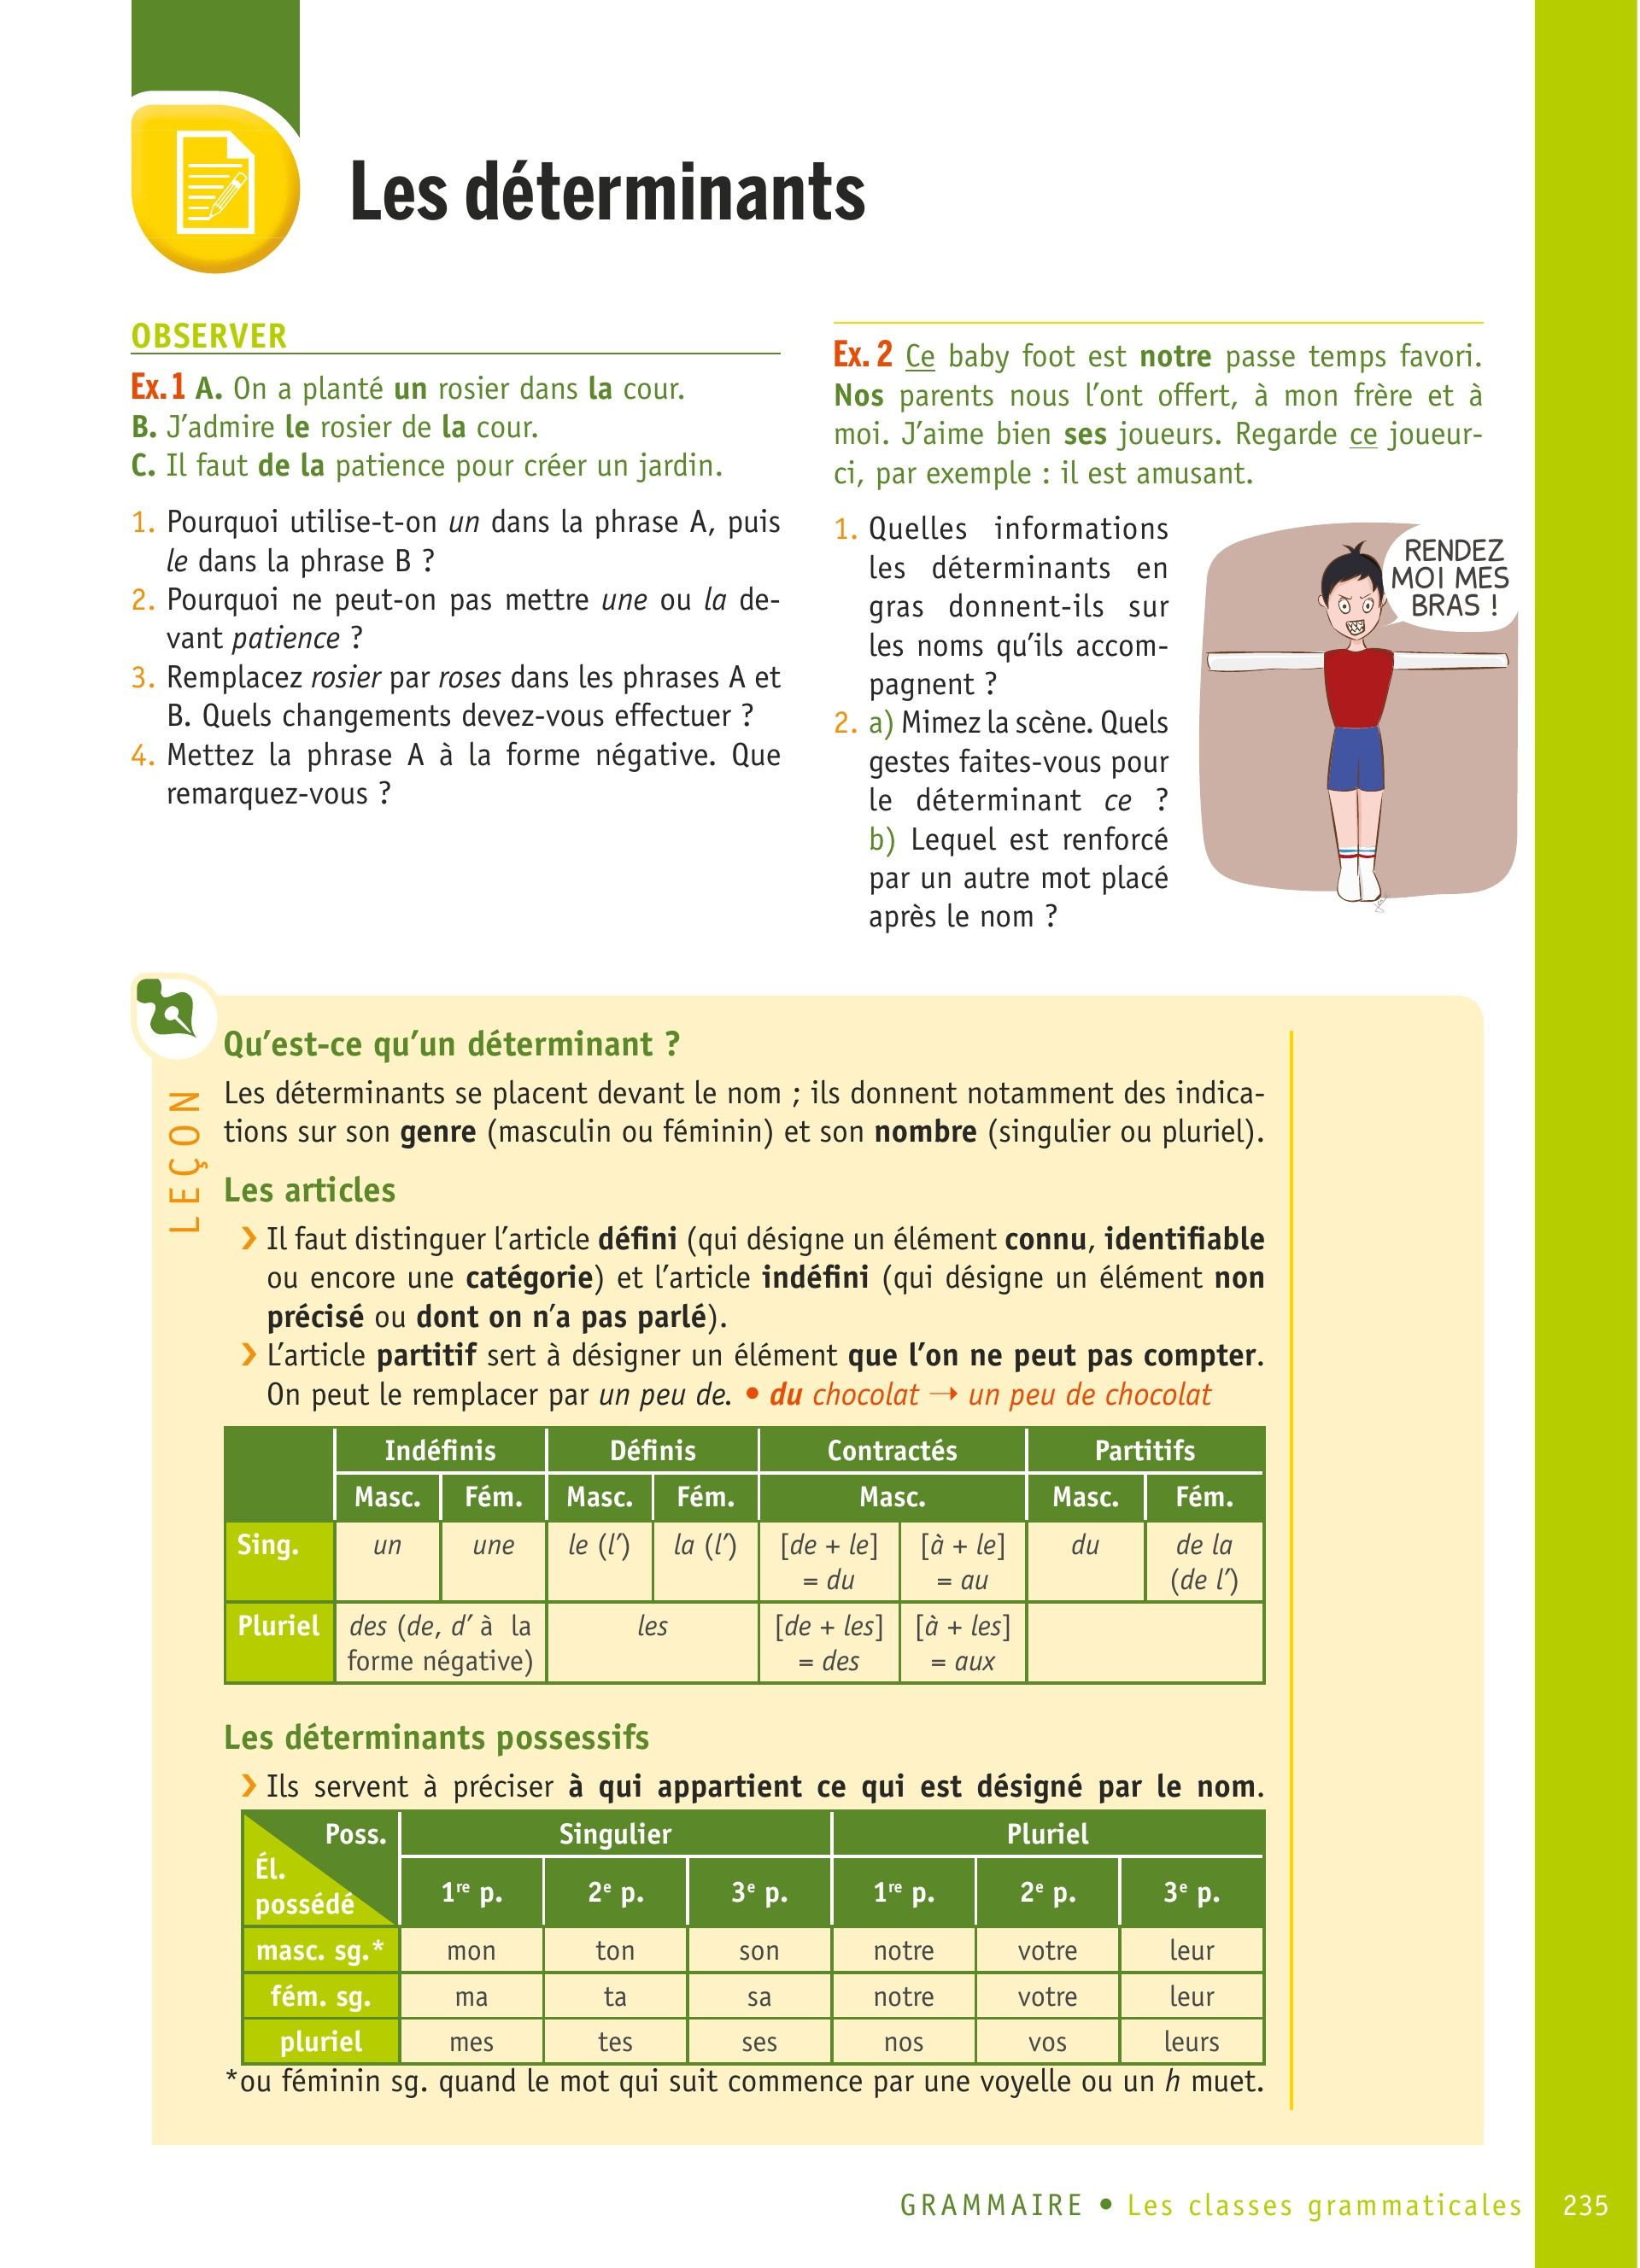 Les déterminants
OBSERVER
Ex.1 A. On a planté un rosier dans la cour.
B. J'admire le rosier de la cour.
C. Il faut de la patience pour créer un jardin.
1. Pourquoi utilise-t-on un dans la phrase A, puis
le dans la phrase B ?
2. Pourquoi ne peut-on pas mettre une ou la de-
vant patience ?
3. Remplacez rosier par roses dans les phrases A et
B. Quels changements devez-vous effectuer ?
4. Mettez la phrase A à la forme négative. Que
remarquez-vous ?
Ex. 2 Ce baby foot est notre passe temps favori.
Nos parents nous l'ont offert, à mon frère et à
moi. J'aime bien ses joueurs. Regarde ce joueur-
ci, par exemple : il est amusant.
1. Quelles informations
les déterminants en
gras donnent-ils sur
les noms qu'ils accom-
pagnent ?
2. a) Mimez la scène. Quels
gestes faites-vous pour
le déterminant ce ?
b) Lequel est renforcé
par un autre mot placé
après le nom ?
RENDEZ
MOI MES
BRAS !
LEÇON
Qu'est-ce qu'un déterminant ?
Les déterminants se placent devant le nom ; ils donnent notamment des indica-
tions sur son genre (masculin ou féminin) et son nombre (singulier ou pluriel).
Les articles
› Il faut distinguer l'article défini (qui désigne un élément connu, identifiable
ou encore une catégorie) et l'article indéfini (qui désigne un élément non
précisé ou dont on n'a pas parlé).
› L'article partitif sert à désigner un élément que l'on ne peut pas compter.
On peut le remplacer par un peu de. • du chocolat → un peu de chocolat
Indéfinis Définis Contractés Partitifs
Masc. Fém. Masc. Fém. Masc. Masc. Fém.
Sing. un une le (l') la (l') [de + le] [à + le] du de la
= du = au (de l')
Pluriel des (de, d' à la les [de + les] [à + les]
forme négative) = des = aux
Les déterminants possessifs
› Ils servent à préciser à qui appartient ce qui est désigné par le nom.
Poss. Singulier Pluriel
Él.
possédé 1re p. 2e p. 3e p. 1re p. 2e p. 3e p.
masc. sg.* mon ton son notre votre leur
fém. sg. ma ta sa notre votre leur
pluriel mes tes ses nos vos leurs
*ou féminin sg. quand le mot qui suit commence par une voyelle ou un h muet.
GRAMMAIRE • Les classes grammaticales 235